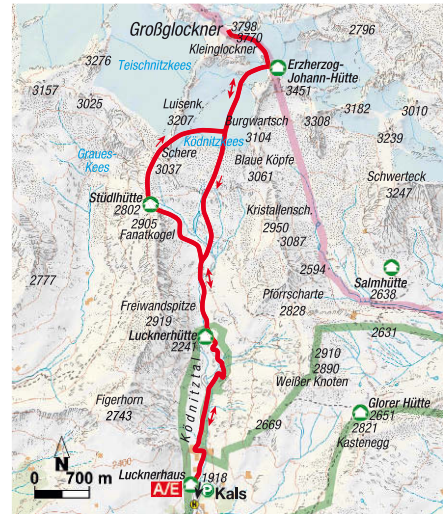 3798
Großglockner
3770
Kleinglockner
2796
3276
Teischnitzkees
Erzherzog-
Johann-Hütte
3451
3157
3025
Luisenk.
3207
Burgwartsch
3104
3182
3010
3308
3239
Ködnitzkees
Graues-
Kees
Schere
3037
Blaue Köpfe
3061
Schwerteck
3247
Stüdlhütte
2802
2905
Fanatkogel
Kristallensch.
2950
3087
2777
2594
Salmhütte
2638
Freiwandspitze
2919
Pförrscharte
2828
Lucknerhütte
2241
2631
Ködnitztal
2910
2890
Weißer Knoten
Figerhorn
2743
Glorer Hütte
2651
2821
Kastenegg
2669
N
0 700 m
Lucknerhaus
1918
A/E
P
Kals
H